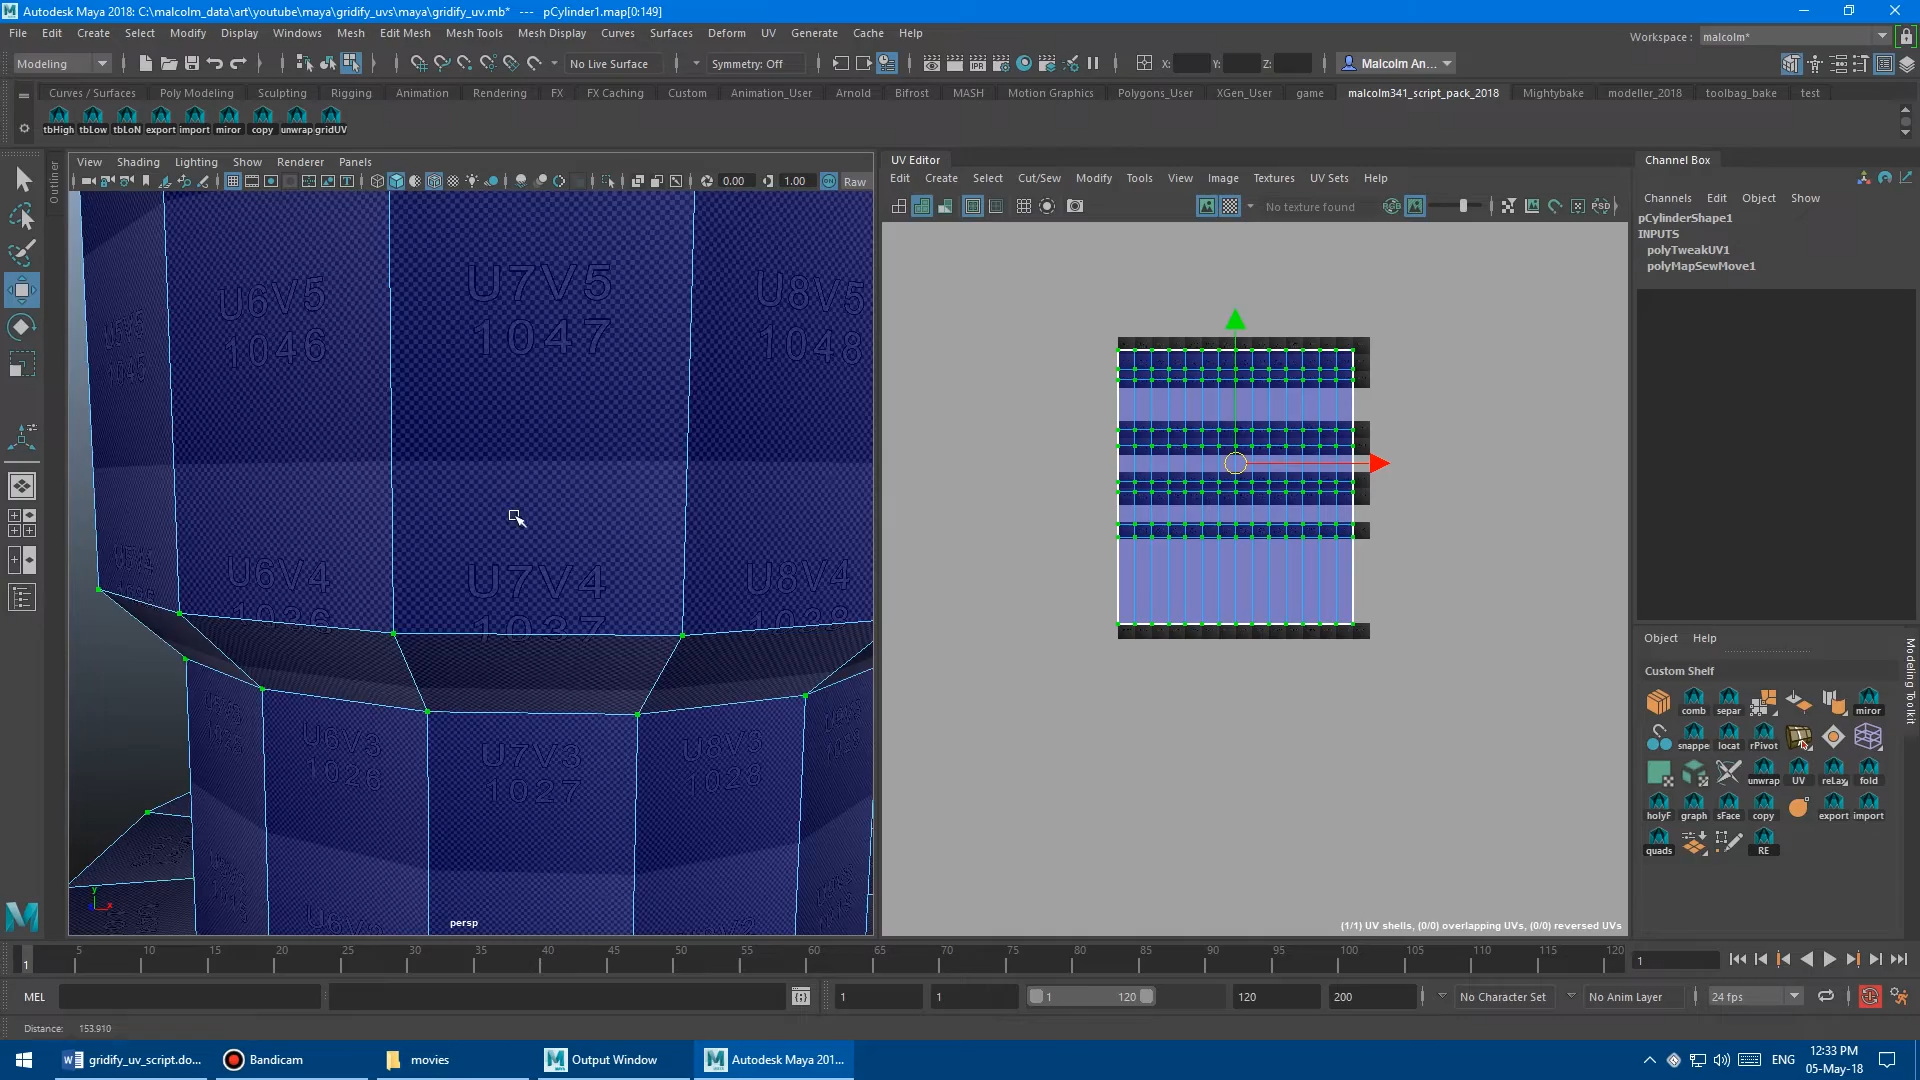 Autodesk Maya 2018: C:\malcolm_data\art\youtube\maya\gridify_uvs\maya\gridify_uv.mb*   ---   pCylinder1.map[0:149]
File Edit Create Select Modify Display Windows Mesh Edit Mesh Mesh Tools Mesh Display Curves Surfaces Deform UV Generate Cache Help
Workspace : malcolm*
Modeling No Live Surface Symmetry: Off X: Y: Z: Malcolm An...
Curves / Surfaces Poly Modeling Sculpting Rigging Animation Rendering FX FX Caching Custom Animation_User Arnold Bifrost MASH Motion Graphics Polygons_User XGen_User game malcolm341_script_pack_2018 Mightybake modeller_2018 toolbag_bake test
tbHigh tbLow tbLoN export import miror copy unwrap gridUV
Outliner
View Shading Lighting Show Renderer Panels
0.00 1.00 ON Raw
U6V5 U7V5 U8V5
1046 1047 1048
U5V5
1045
U6V4 U7V4 U8V4
1036 1037 1038
U5V4
U6V3 U7V3 U8V3
1026 1027 1028
y
x
persp
UV Editor
Edit Create Select Cut/Sew Modify Tools View Image Textures UV Sets Help
No texture found RGB PSD
(1/1) UV shells, (0/0) overlapping UVs, (0/0) reversed UVs
Channel Box
Channels Edit Object Show
pCylinderShape1
INPUTS
polyTweakUV1
polyMapSewMove1
Object Help
Custom Shelf
comb separ miror
snappe locat rPivot
unwrap UV reLax fold
holyF graph sFace copy export import
quads RE
Modeling Toolkit
1 5 10 15 20 25 30 35 40 45 50 55 60 65 70 75 80 85 90 95 100 105 110 115 120 1
MEL 1 1 1 120 120 200 No Character Set No Anim Layer 24 fps
Distance: 153.910
gridify_uv_script.do... Bandicam movies Output Window Autodesk Maya 201... ENG 12:33 PM
05-May-18